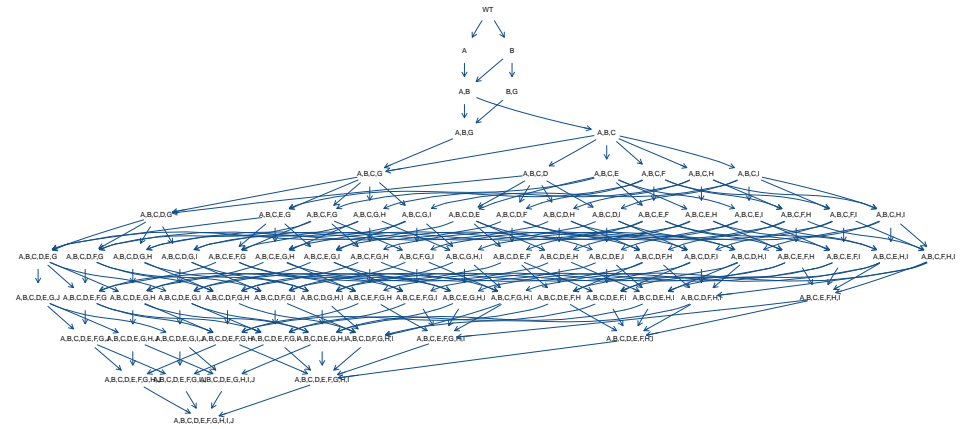 WT
A B
A,B B,G
A,B,G A,B,C
A,B,C,G A,B,C,D A,B,C,E A,B,C,F A,B,C,H A,B,C,I
A,B,C,D,G A,B,C,E,G A,B,C,F,G A,B,C,G,H A,B,C,G,I A,B,C,D,E A,B,C,D,F A,B,C,D,H A,B,C,D,I A,B,C,E,F A,B,C,E,H A,B,C,E,I A,B,C,F,H A,B,C,F,I A,B,C,H,I
A,B,C,D,E,G A,B,C,D,F,G A,B,C,D,G,H A,B,C,D,G,I A,B,C,E,F,G A,B,C,E,G,H A,B,C,E,G,I A,B,C,F,G,H A,B,C,F,G,I A,B,C,G,H,I A,B,C,D,E,F A,B,C,D,E,H A,B,C,D,E,I A,B,C,D,F,H A,B,C,D,F,I A,B,C,D,H,I A,B,C,E,F,H A,B,C,E,F,I A,B,C,E,H,I A,B,C,F,H,I
A,B,C,D,E,G,J A,B,C,D,E,F,G A,B,C,D,E,G,H A,B,C,D,E,G,I A,B,C,D,F,G,H A,B,C,D,F,G,I A,B,C,D,G,H,I A,B,C,E,F,G,H A,B,C,E,F,G,I A,B,C,E,G,H,I A,B,C,F,G,H,I A,B,C,D,E,F,H A,B,C,D,E,F,I A,B,C,D,E,H,I A,B,C,D,F,H,I A,B,C,E,F,H,I
A,B,C,D,E,F,G,J A,B,C,D,E,G,H,J A,B,C,D,E,G,I,J A,B,C,D,E,F,G,H A,B,C,D,E,F,G,I A,B,C,D,E,G,H,I A,B,C,D,F,G,H,I A,B,C,E,F,G,H,I A,B,C,D,E,F,H,I
A,B,C,D,E,F,G,H,J A,B,C,D,E,F,G,I,J A,B,C,D,E,G,H,I,J A,B,C,D,E,F,G,H,I
A,B,C,D,E,F,G,H,I,J